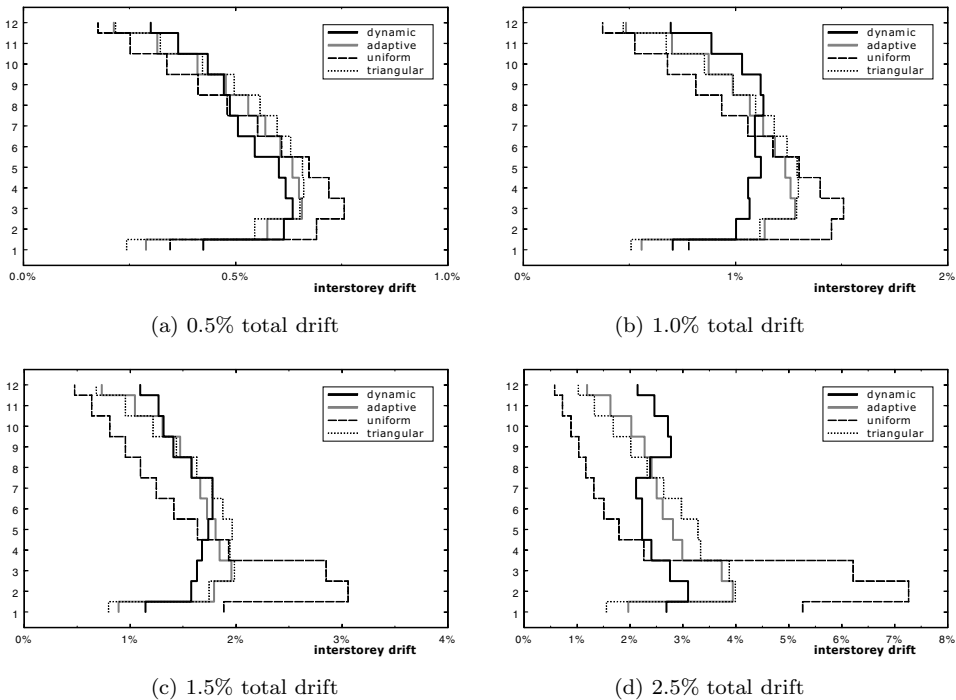 12
11
10
9
8
7
6
5
4
3
2
1
dynamic
adaptive
uniform
triangular
0.0% 0.5% 1.0%
interstorey drift
(a) 0.5% total drift
12
11
10
9
8
7
6
5
4
3
2
1
dynamic
adaptive
uniform
triangular
0% 1% 2%
interstorey drift
(b) 1.0% total drift
12
11
10
9
8
7
6
5
4
3
2
1
dynamic
adaptive
uniform
triangular
0% 1% 2% 3% 4%
interstorey drift
(c) 1.5% total drift
12
11
10
9
8
7
6
5
4
3
2
1
dynamic
adaptive
uniform
triangular
0% 1% 2% 3% 4% 5% 6% 7% 8%
interstorey drift
(d) 2.5% total drift